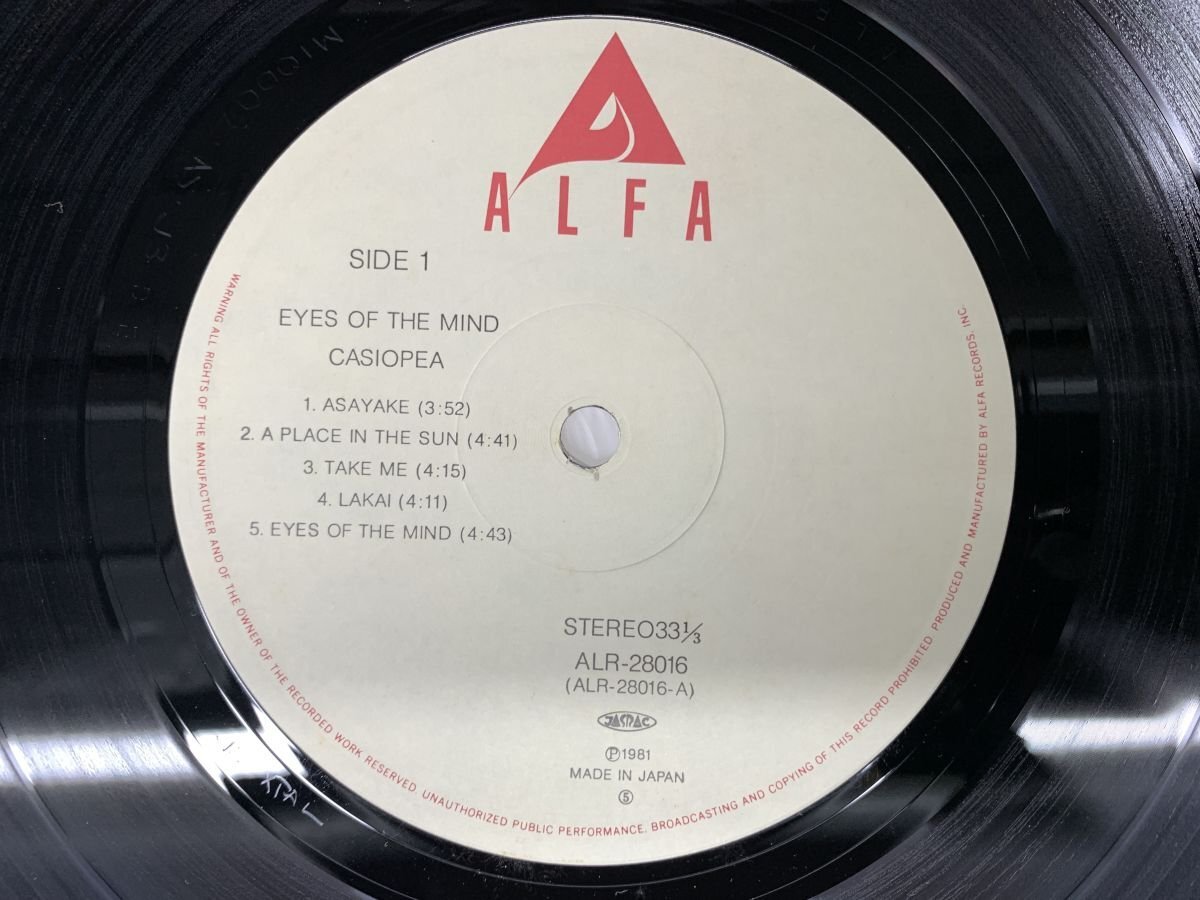 ALFA
SIDE 1
EYES OF THE MIND
CASIOPEA
1. ASAYAKE (3:52)
2. A PLACE IN THE SUN (4:41)
3. TAKE ME (4:15)
4. LAKAI (4:11)
5. EYES OF THE MIND (4:43)
STEREO33⅓
ALR-28016
(ALR-28016-A)
JASRAC
Ⓟ1981
MADE IN JAPAN
⑤
WARNING ALL RIGHTS OF THE MANUFACTURER AND OF THE OWNER OF THE RECORDED WORK RESERVED. UNAUTHORIZED PUBLIC PERFORMANCE. BROADCASTING AND COPYING OF THIS RECORD PROHIBITED PRODUCED AND MANUFACTURED BY ALFA RECORDS, INC.